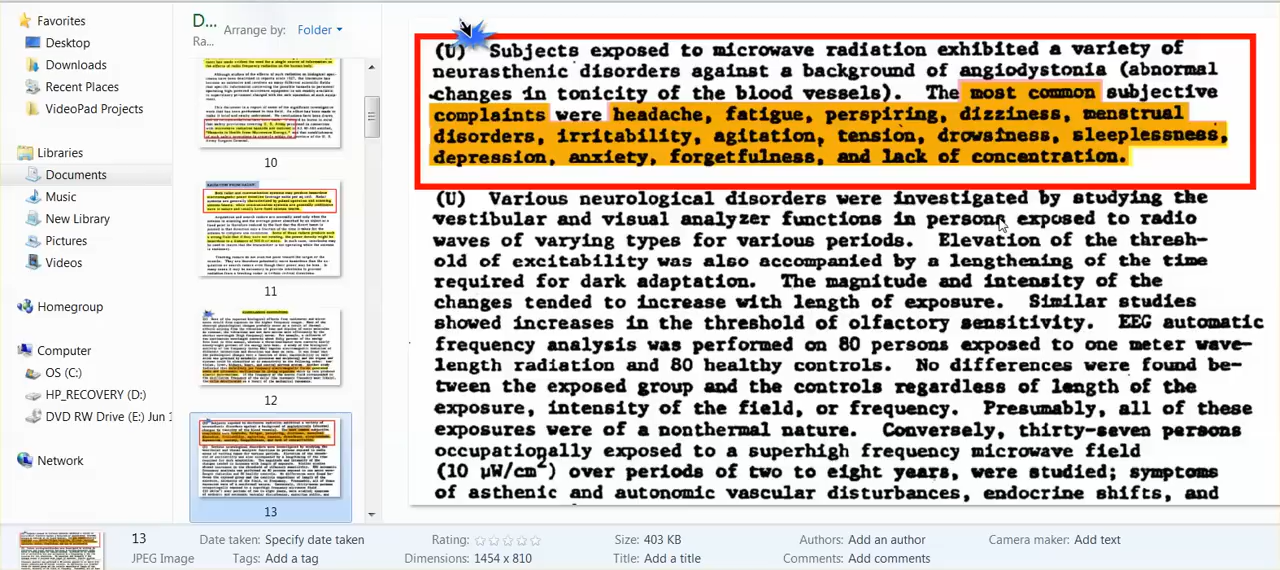 Favorites
Desktop
Downloads
Recent Places
VideoPad Projects
Libraries
Documents
Music
New Library
Pictures
Videos
Homegroup
Computer
OS (C:)
HP_RECOVERY (D:)
DVD RW Drive (E:) Jun 1
Network
D...
Ra...
Arrange by: Folder
10
11
12
13
(U) Subjects exposed to microwave radiation exhibited a variety of
neurasthenic disorders against a background of angiodystonia (abnormal
changes in tonicity of the blood vessels). The most common subjective
complaints were headache, fatigue, perspiring, dizziness, menstrual
disorders, irritability, agitation, tension, drowsiness, sleeplessness,
depression, anxiety, forgetfulness, and lack of concentration.
(U) Various neurological disorders were investigated by studying the
vestibular and visual analyzer functions in persons exposed to radio
waves of varying types for various periods. Elevation of the thresh-
old of excitability was also accompanied by a lengthening of the time
required for dark adaptation. The magnitude and intensity of the
changes tended to increase with length of exposure. Similar studies
showed increases in the threshold of olfactory sensitivity. EEG automatic
frequency analysis was performed on 80 persons exposed to one meter wave-
length radiation and 80 healthy controls. No differences were found be-
tween the exposed group and the controls regardless of length of the
exposure, intensity of the field, or frequency. Presumably, all of these
exposures were of a nonthermal nature. Conversely, thirty-seven persons
occupationally exposed to a superhigh frequency microwave field
(10 µW/cm²) over periods of two to eight years, were studied; symptoms
of asthenic and autonomic vascular disturbances, endocrine shifts, and
13
JPEG Image
Date taken: Specify date taken
Tags: Add a tag
Rating:
Dimensions: 1454 x 810
Size: 403 KB
Title: Add a title
Authors: Add an author
Comments: Add comments
Camera maker: Add text